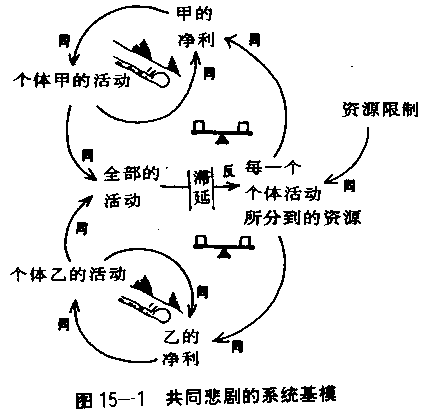 甲的
净利
同
同
同
个体甲的活动
资源限制
同
全部的
活动
滞
延
反
每一个
个体活动
所分到的资源
同
同
个体乙的活动
同
同
同
乙的
净利
图15—1 共同悲剧的系统基模